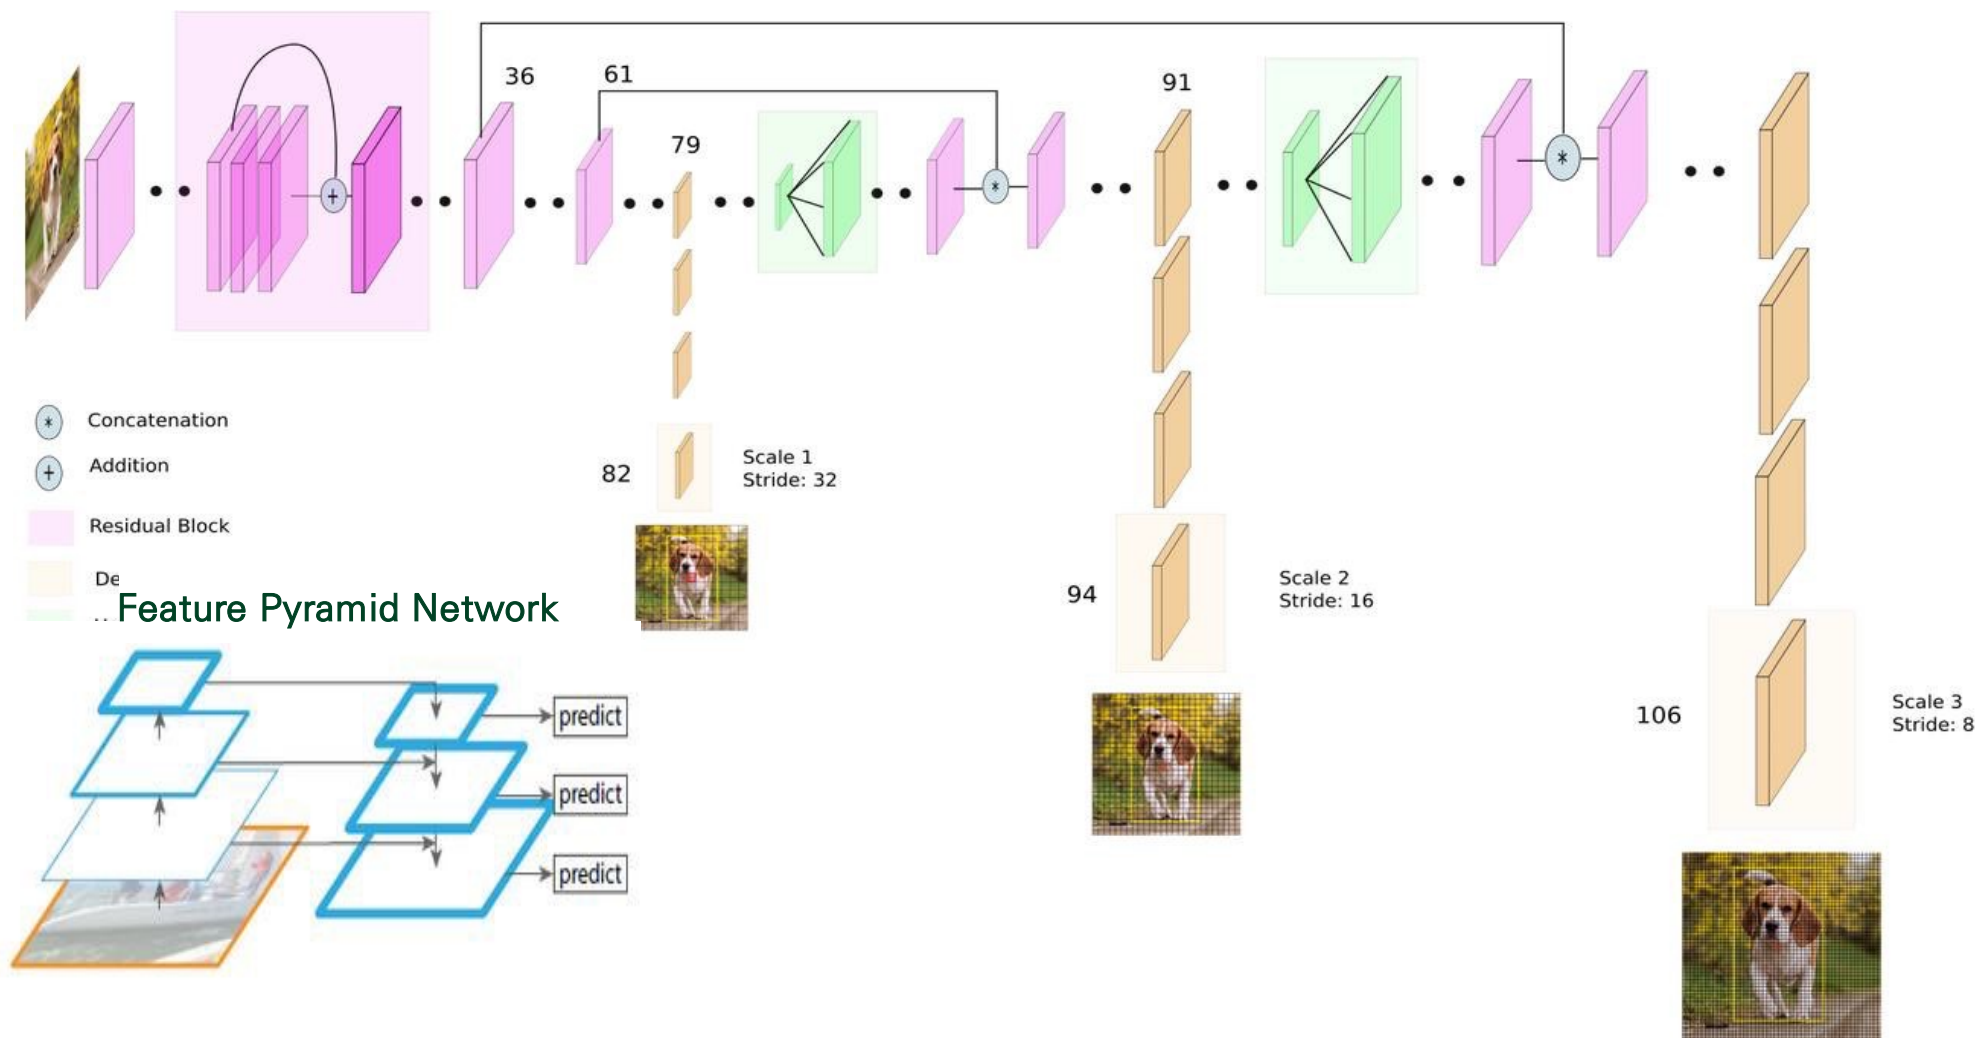 36
61
91
79
+
*
*
* Concatenation
+ Addition
82
Scale 1
Stride: 32
Residual Block
De
94
Scale 2
Stride: 16
Feature Pyramid Network
106
Scale 3
Stride: 8
predict
predict
predict